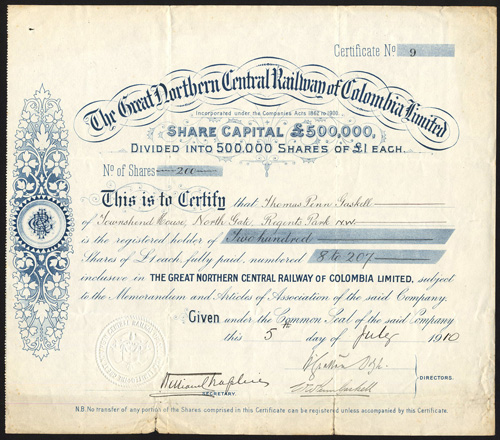 Certificate No 9
The Great Northern Central Railway of Colombia Limited
Incorporated under the Companies Acts 1862 to 1900.
SHARE CAPITAL £500,000,
DIVIDED INTO 500.000 SHARES OF £1 EACH.
No of Shares 200
This is to Certify that Thomas Penn Gaskell
of Townshend House, North Gate, Regents Park NW.
is the registered holder of Two hundred
Shares of £1 each, fully paid, numbered 8 to 207
inclusive in THE GREAT NORTHERN CENTRAL RAILWAY OF COLOMBIA LIMITED, subject
to the Memorandum and Articles of Association of the said Company.
Given under the Common Seal of the said Company
this 5th day of July 1910
DIRECTORS.
SECRETARY.
N.B. No transfer of any portion of the Shares comprised in this Certificate can be registered unless accompanied by this Certificate.